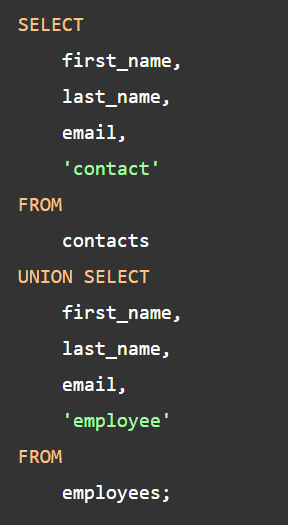 SELECT
    first_name,
    last_name,
    email,
    'contact'
FROM
    contacts
UNION SELECT
    first_name,
    last_name,
    email,
    'employee'
FROM
    employees;